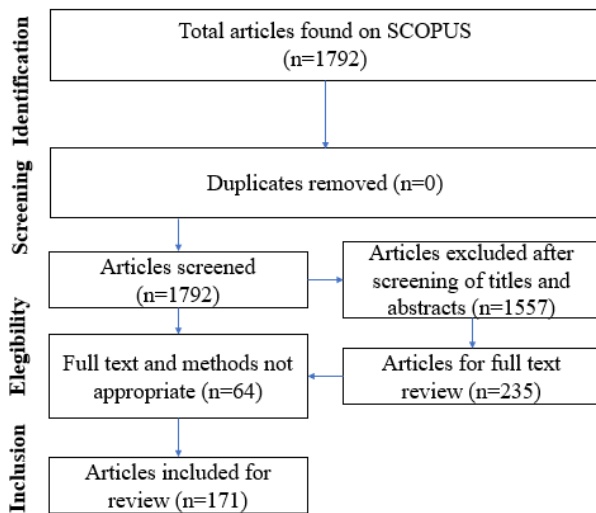 Identification
Total articles found on SCOPUS
(n=1792)
Screening
Duplicates removed (n=0)
Articles screened
(n=1792)
Articles excluded after
screening of titles and
abstracts (n=1557)
Elegibility
Full text and methods not
appropriate (n=64)
Articles for full text
review (n=235)
Inclusion
Articles included for
review (n=171)